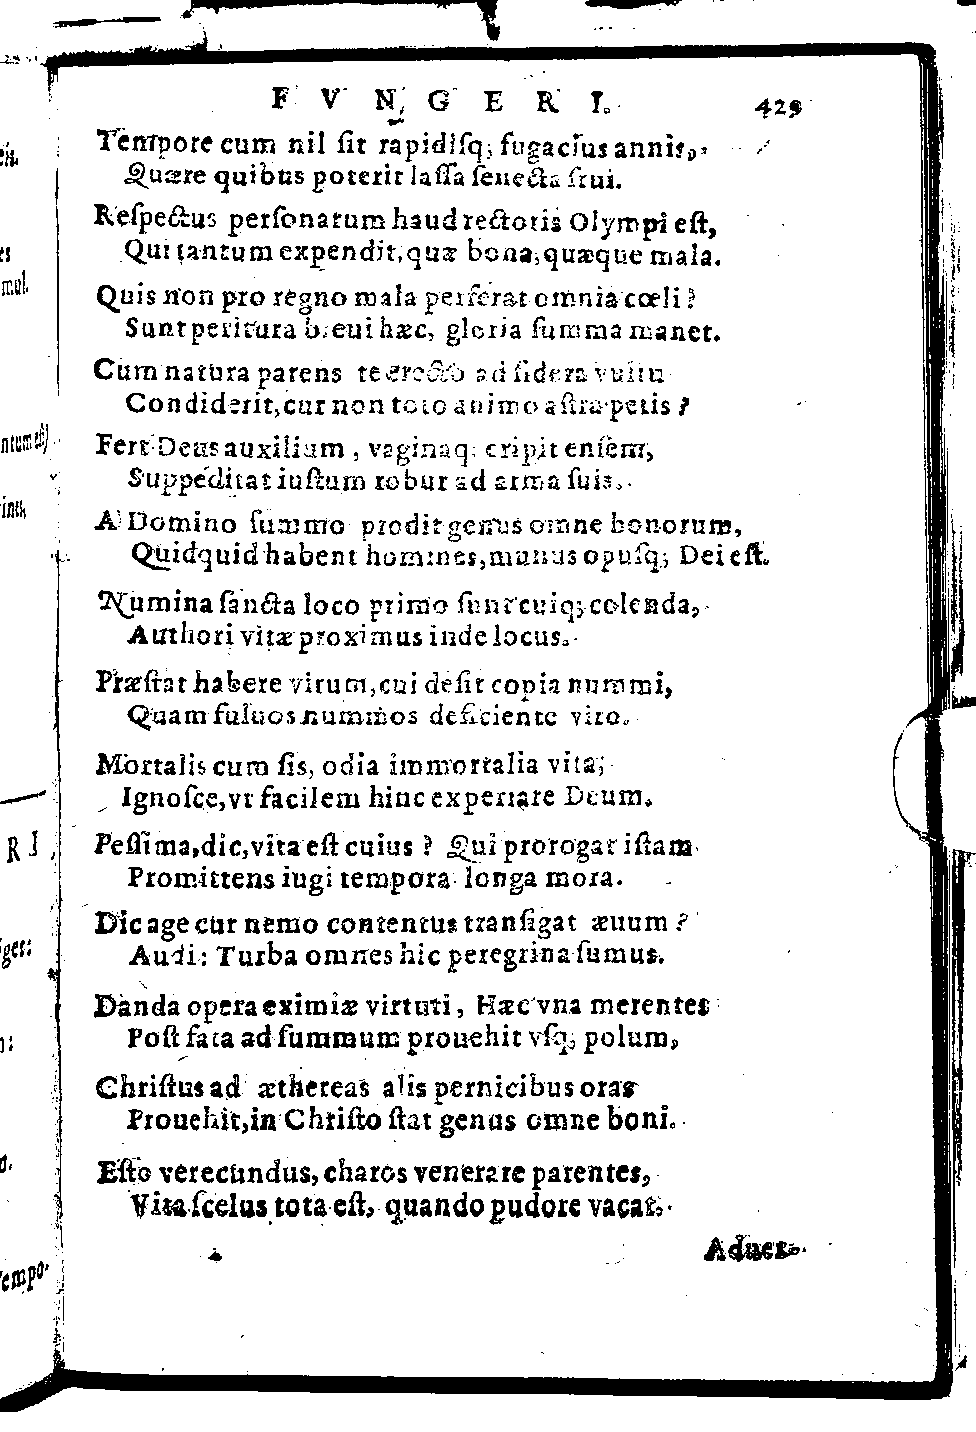 F V N G E R I. 429
Tempore cum nil sit rapidisq; fugacius annis,
Quære quibus poterit lassa senecta frui.
Respectus personarum haud rectoris Olympi est,
Qui tantum expendit, quæ bona, quæque mala.
Quis non pro regno mala perferat omnia cœli?
Sunt peritura breui hæc, gloria summa manet.
Cum natura parens te erecto ad sidera vultu
Condiderit, cur non toto animo astra petis?
Fert Deus auxilium, vaginaq; eripit ensem,
Suppeditat iustum robur ad arma suis.
A Domino summo prodit genus omne bonorum,
Quidquid habent homines, munus opusq; Dei est.
Numina sancta loco primo sunt cuiq; colenda,
Authori vitæ proximus inde locus.
Præstat habere virum, cui desit copia nummi,
Quam fuluos nummos deficiente viro.
Mortalis cum sis, odia immortalia vita;
Ignosce, vt facilem hinc experiare Deum.
Pessima, dic, vita est cuius? Qui prorogat istam
Promittens iugi tempora longa mora.
Dic age cur nemo contentus transigat æuum?
Audi: Turba omnes hic peregrina sumus.
Danda opera eximiæ virtuti, Hæc vna merentes
Post fata ad summum prouehit vsq; polum,
Christus ad æthereas alis pernicibus oras
Prouehit, in Christo stat genus omne boni.
Esto verecundus, charos venerare parentes,
Vita scelus tota est, quando pudore vacat.
Aduer-